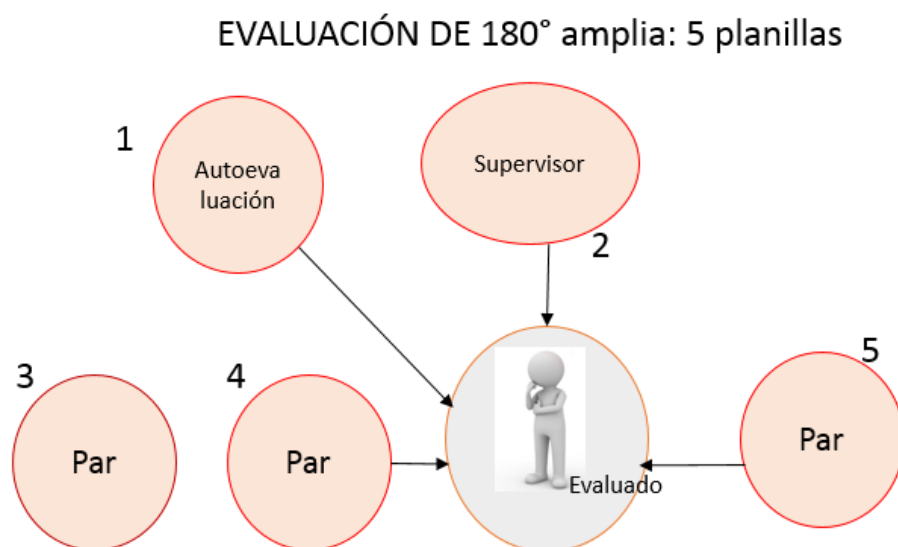 EVALUACIÓN DE 180° amplia: 5 planillas
1
Autoeva
luación
Supervisor
2
3
Par
4
Par
5
Par
Evaluado